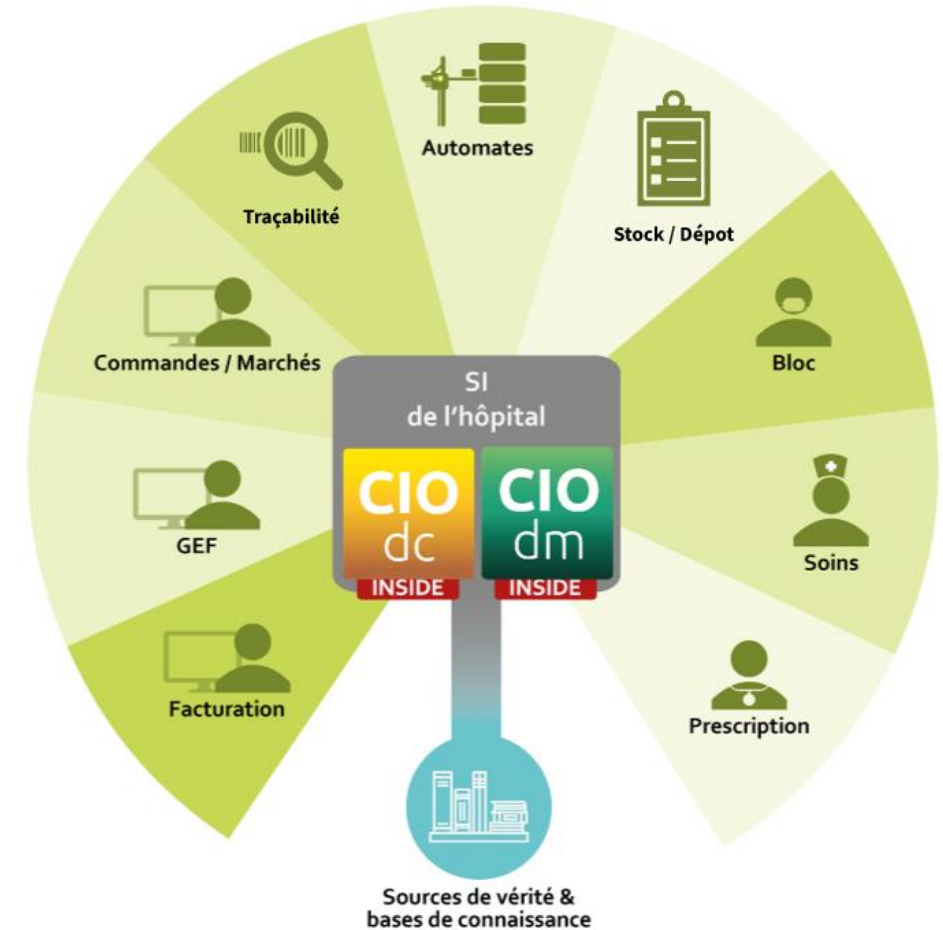 Automates
Traçabilité
Stock / Dépot
Commandes / Marchés
Bloc
SI
de l'hôpital
CIO
dc
INSIDE
CIO
dm
INSIDE
GEF
Soins
Facturation
Prescription
Sources de vérité &
bases de connaissance